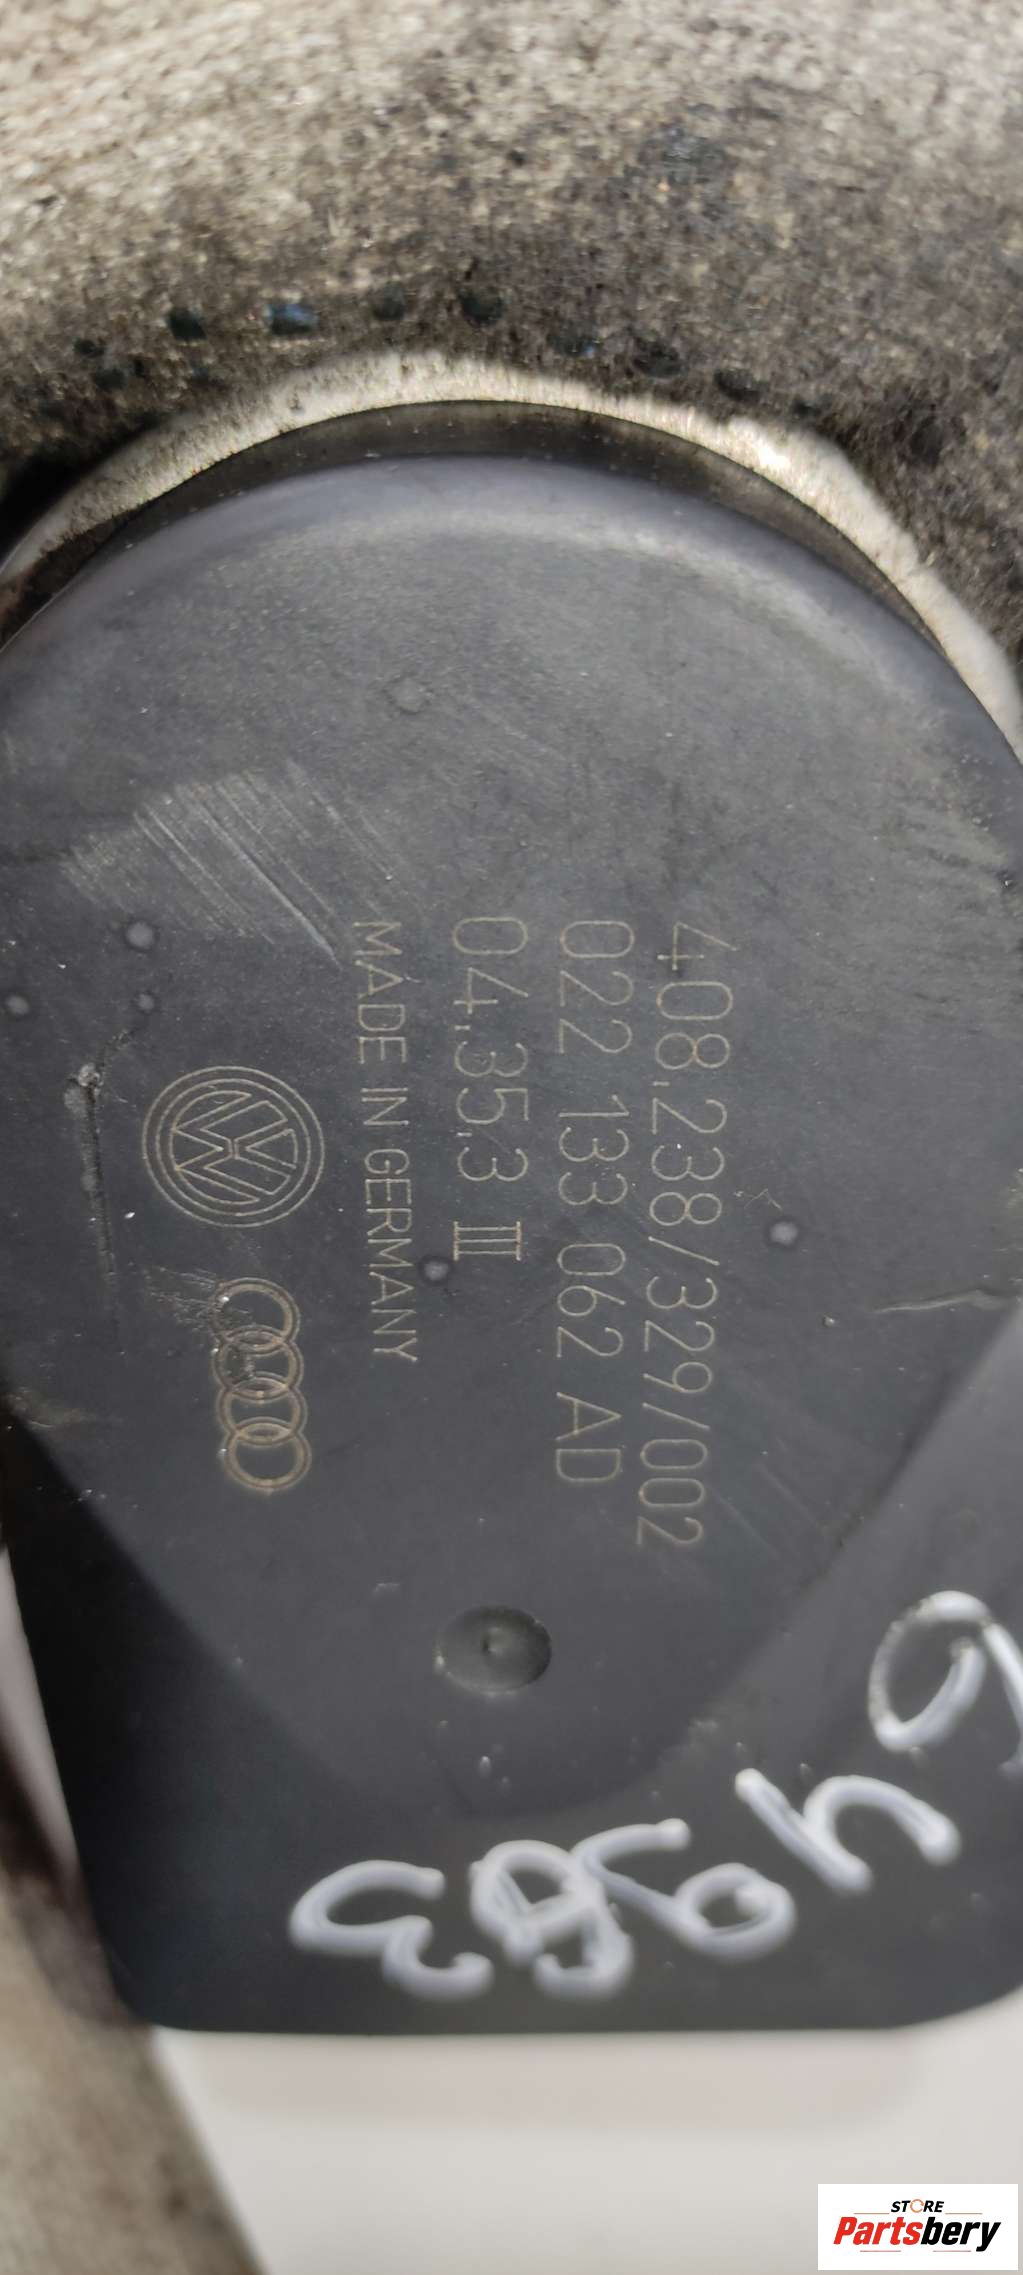 408.238/329/002
022 133 062 AD
04.35.3 III
MADE IN GERMANY
STORE
Partsbery